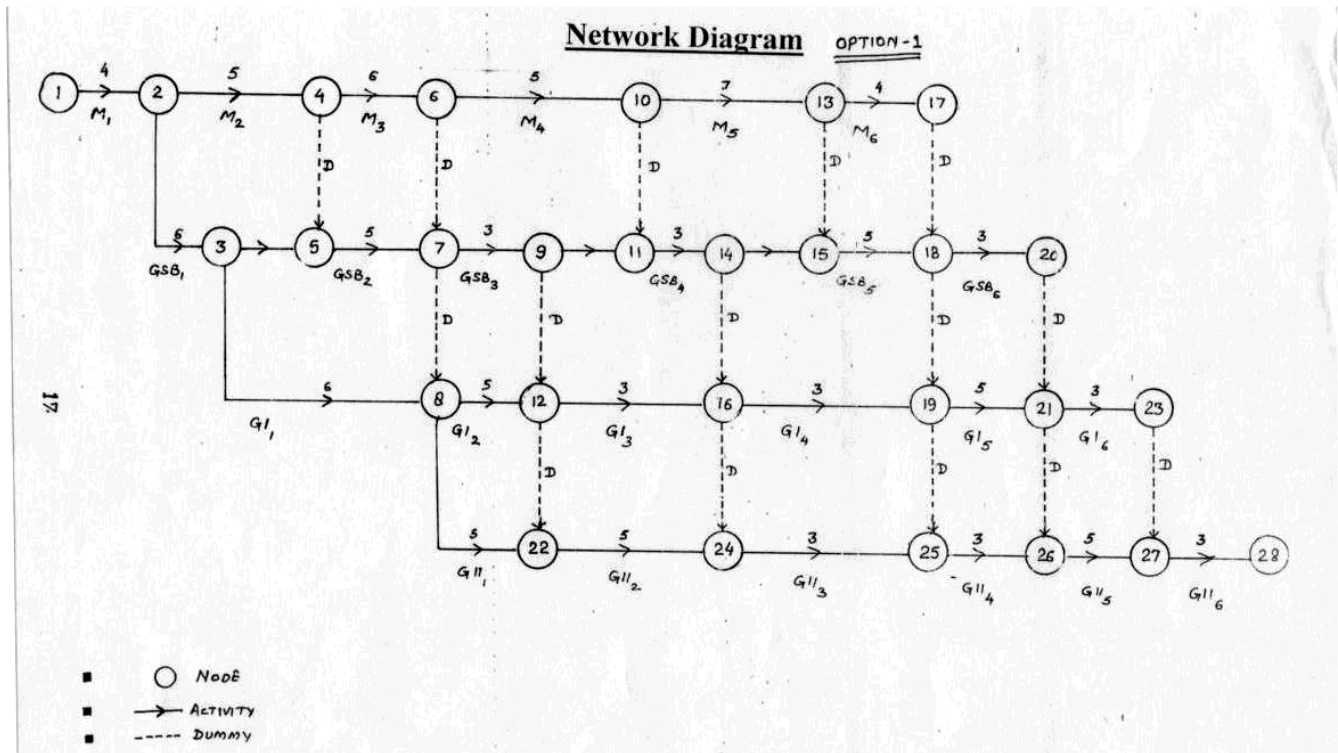 Network Diagram OPTION-1
4 5 6 5 7 4
1 2 4 6 10 13 17
M1 M2 M3 M4 M5 M6
D D D D D
6 5 3 3 5 3
3 5 7 9 11 14 15 18 20
GSB1 GSB2 GSB3 GSB4 GSB5 GSB6
D D D D D
6 5 3 3 5 3
8 12 16 19 21 23
GI1 GI2 GI3 GI4 GI5 GI6
D D D D D
5 5 3 3 5 3
22 24 25 26 27 28
GII1 GII2 GII3 GII4 GII5 GII6
17
NODE
ACTIVITY
DUMMY